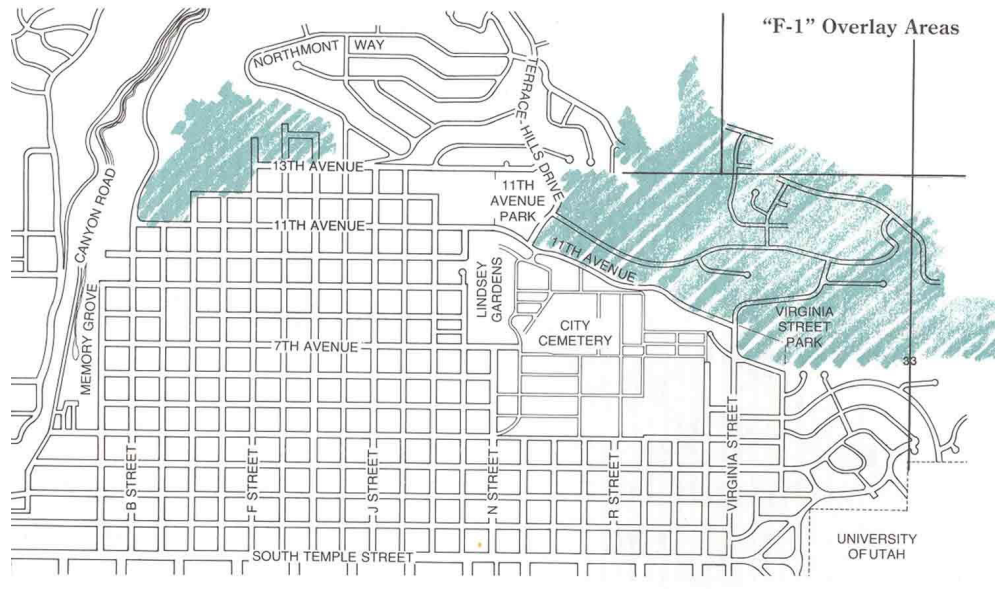 "F-1" Overlay Areas
NORTHMONT WAY
TERRACE-HILLS DRIVE
13TH AVENUE
11TH
AVENUE
PARK
CANYON ROAD
11TH AVENUE
11TH AVENUE
MEMORY GROVE
LINDSEY
GARDENS
CITY
CEMETERY
VIRGINIA
STREET
PARK
7TH AVENUE
33
B STREET
F STREET
J STREET
N STREET
R STREET
VIRGINIA STREET
SOUTH TEMPLE STREET
UNIVERSITY
OF UTAH